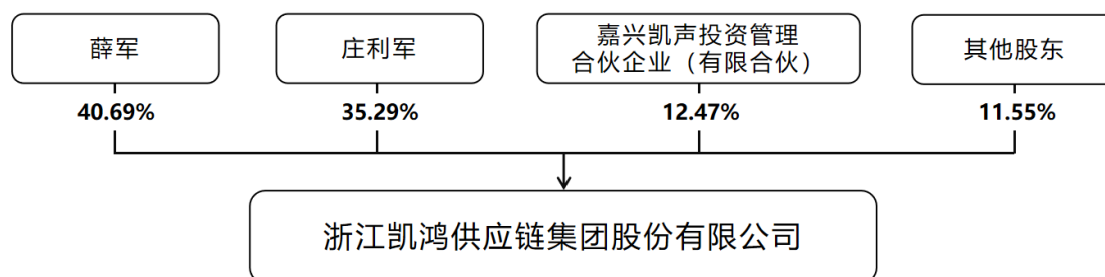 薛军
庄利军
嘉兴凯声投资管理
合伙企业（有限合伙）
其他股东
40.69%
35.29%
12.47%
11.55%
浙江凯鸿供应链集团股份有限公司